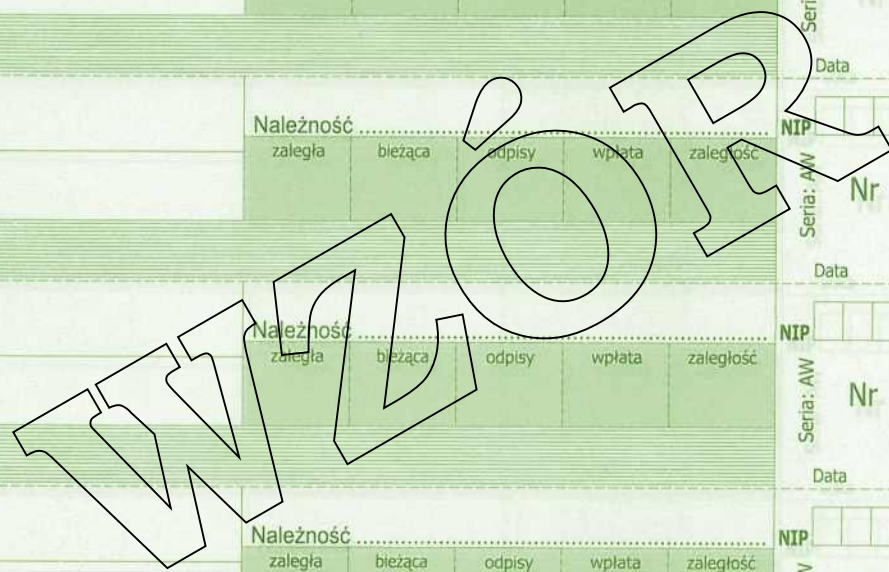 Seri
Data
Należność
NIP
zaległa bieżąca odpisy wpłata zaległość
Seria: AW
Nr
Data
Należność
NIP
zaległa bieżąca odpisy wpłata zaległość
Seria: AW
Nr
Data
Należność
NIP
zaległa bieżąca odpisy wpłata zaległość
WZÓR